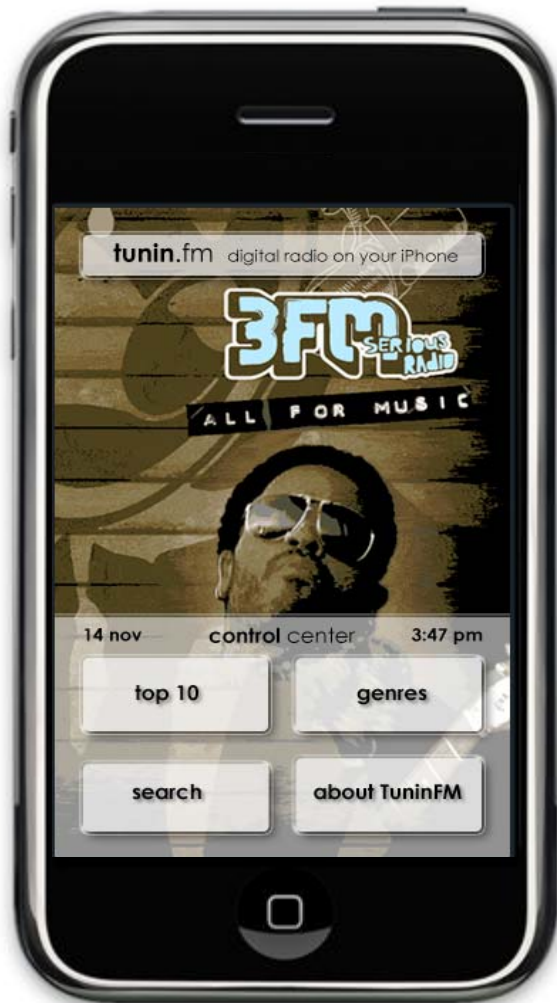 tunin.fm digital radio on your iPhone
3FM
SERIOUS
RADIO
ALL FOR MUSIC
14 nov control center 3:47 pm
top 10 genres
search about TuninFM